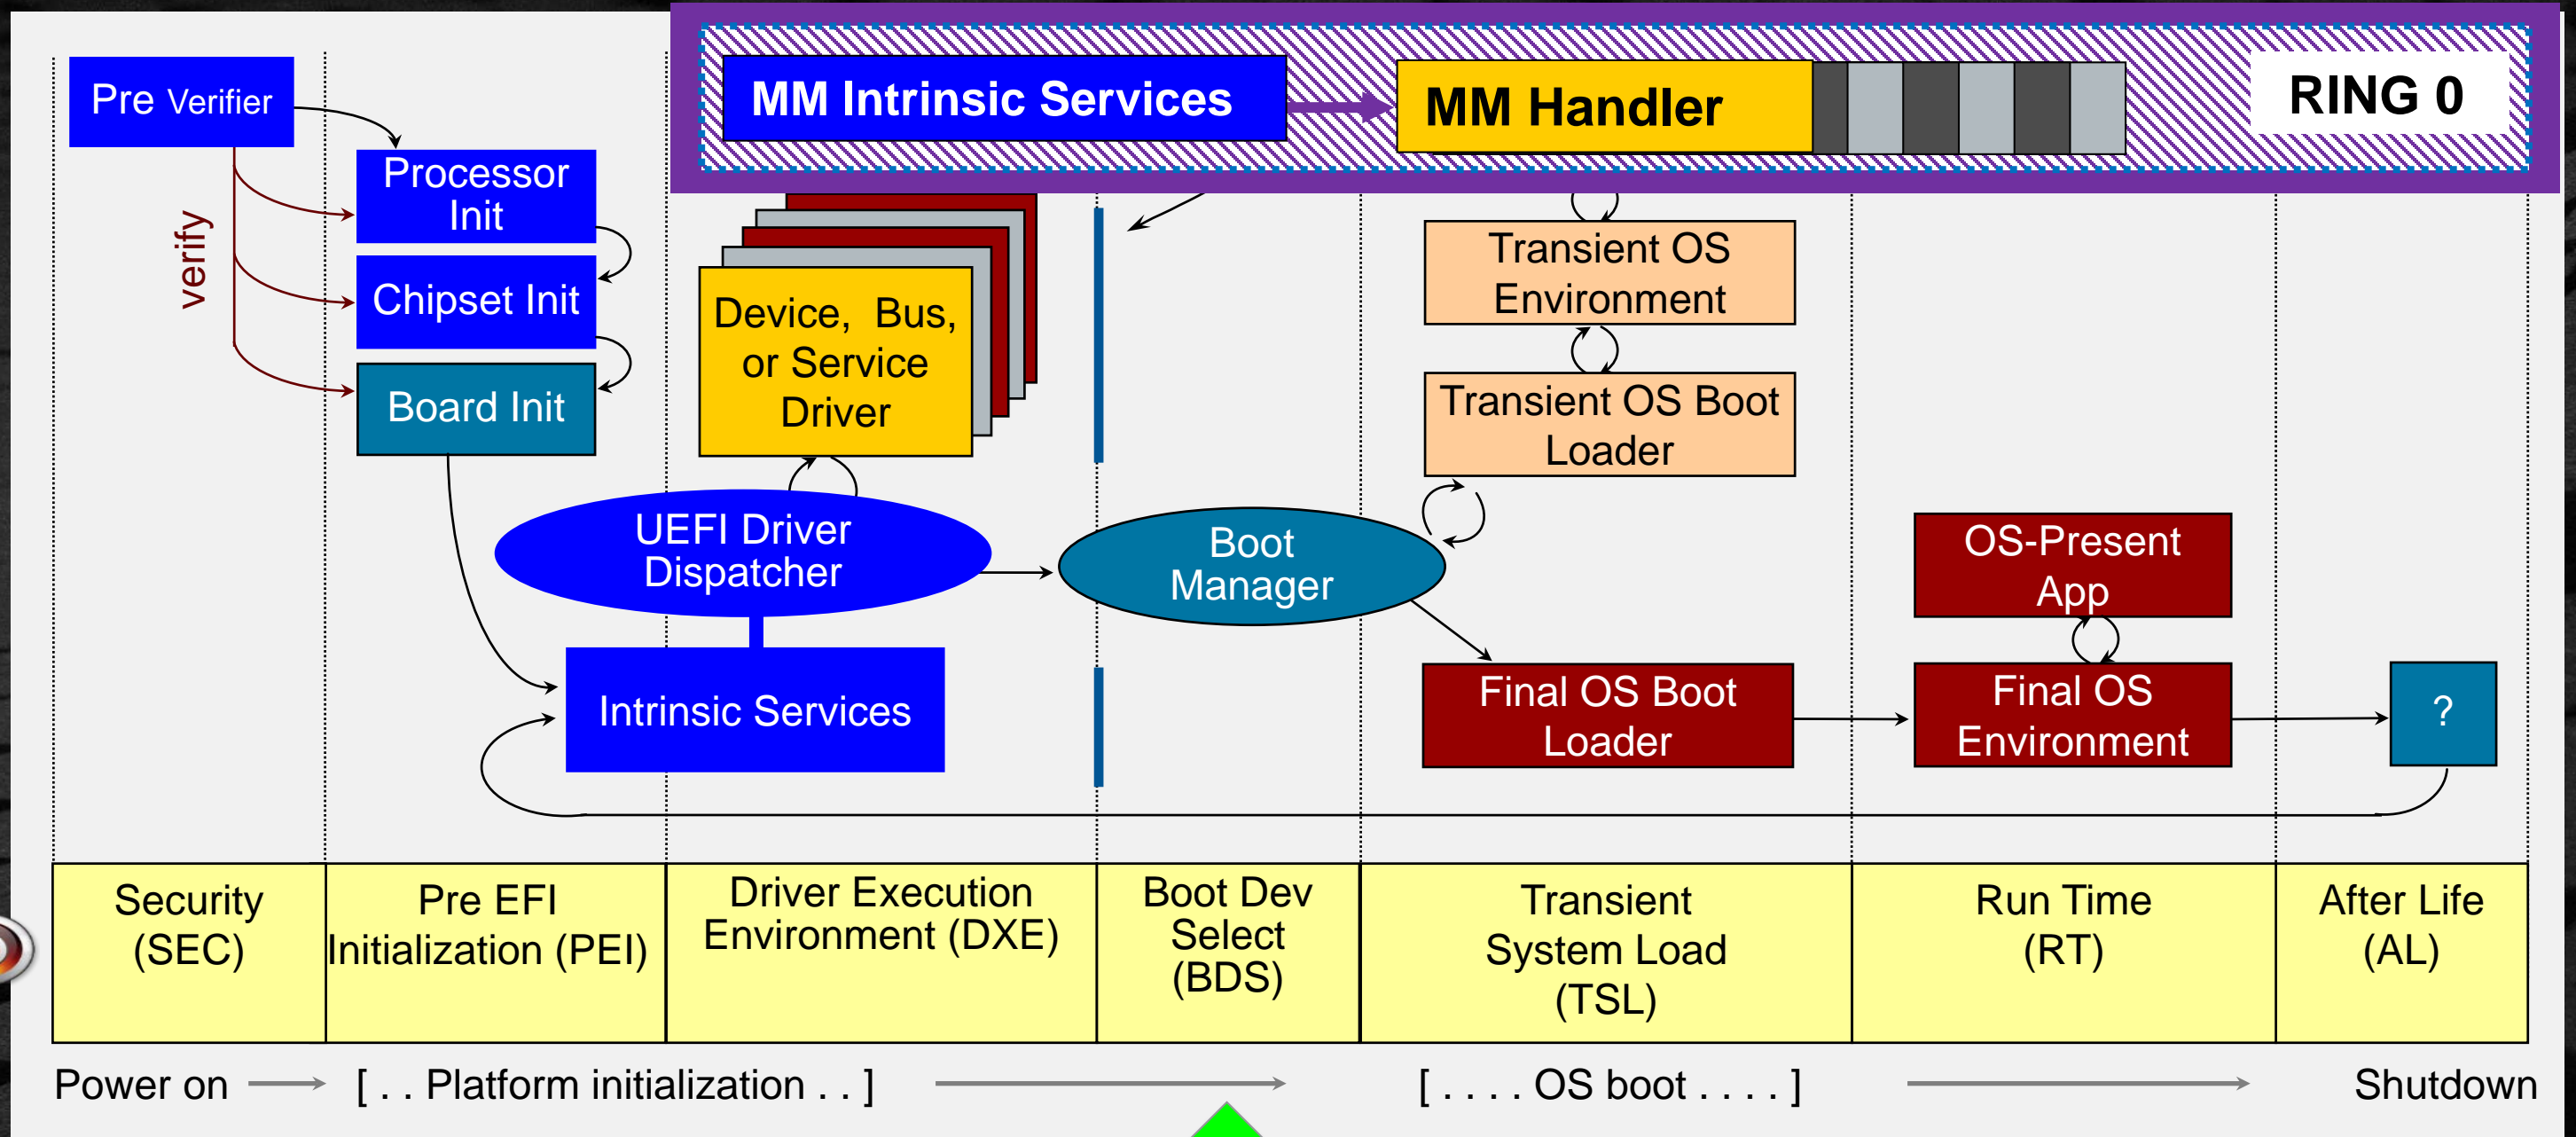 Pre Verifier
MM Intrinsic Services
MM Handler
RING 0
Processor
Init
verify
Chipset Init
Board Init
Device, Bus,
or Service
Driver
Transient OS
Environment
Transient OS Boot
Loader
UEFI Driver
Dispatcher
Boot
Manager
OS-Present
App
Intrinsic Services
Final OS Boot
Loader
Final OS
Environment
?
Security
(SEC)
Pre EFI
Initialization (PEI)
Driver Execution
Environment (DXE)
Boot Dev
Select
(BDS)
Transient
System Load
(TSL)
Run Time
(RT)
After Life
(AL)
Power on
[ . . Platform initialization . . ]
[ . . . . OS boot . . . . ]
Shutdown